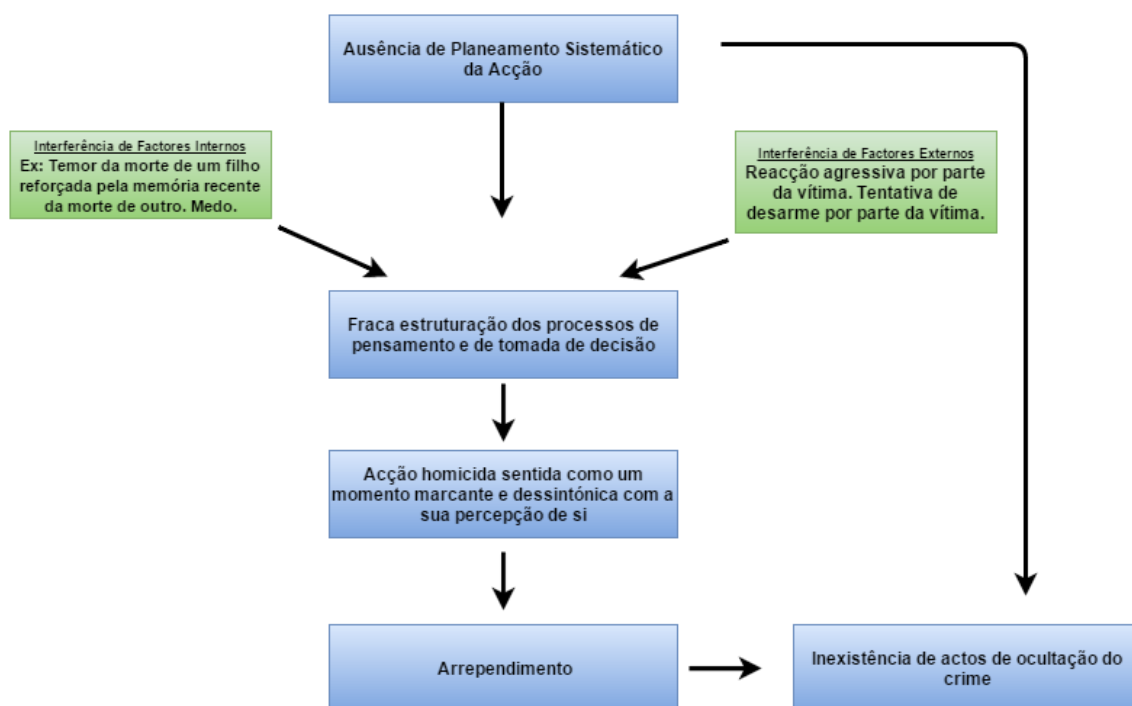 Ausência de Planeamento Sistemático
da Acção
Interferência de Factores Internos
Ex: Temor da morte de um filho
reforçada pela memória recente
da morte de outro. Medo.
Interferência de Factores Externos
Reacção agressiva por parte
da vítima. Tentativa de
desarme por parte da vítima.
Fraca estruturação dos processos de
pensamento e de tomada de decisão
Acção homicida sentida como um
momento marcante e dessintónica com a
sua percepção de si
Arrependimento
Inexistência de actos de ocultação do
crime